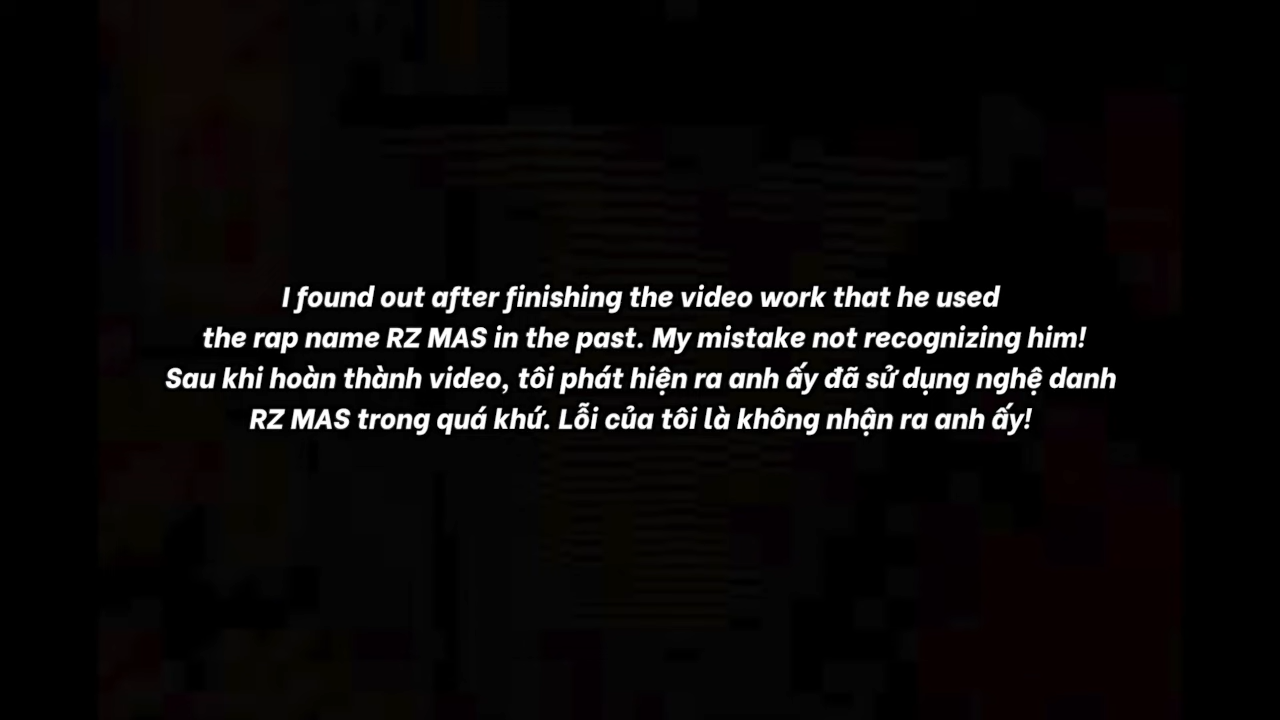 I found out after finishing the video work that he used
the rap name RZ MAS in the past. My mistake not recognizing him!
Sau khi hoàn thành video, tôi phát hiện ra anh ấy đã sử dụng nghệ danh
RZ MAS trong quá khứ. Lỗi của tôi là không nhận ra anh ấy!